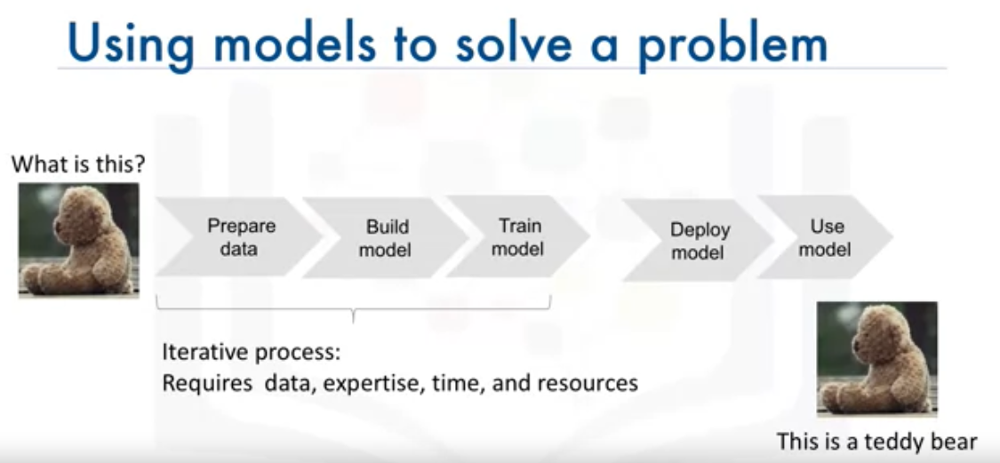 Using models to solve a problem
What is this?
Prepare
data
Build
model
Train
model
Deploy
model
Use
model
Iterative process:
Requires data, expertise, time, and resources
This is a teddy bear